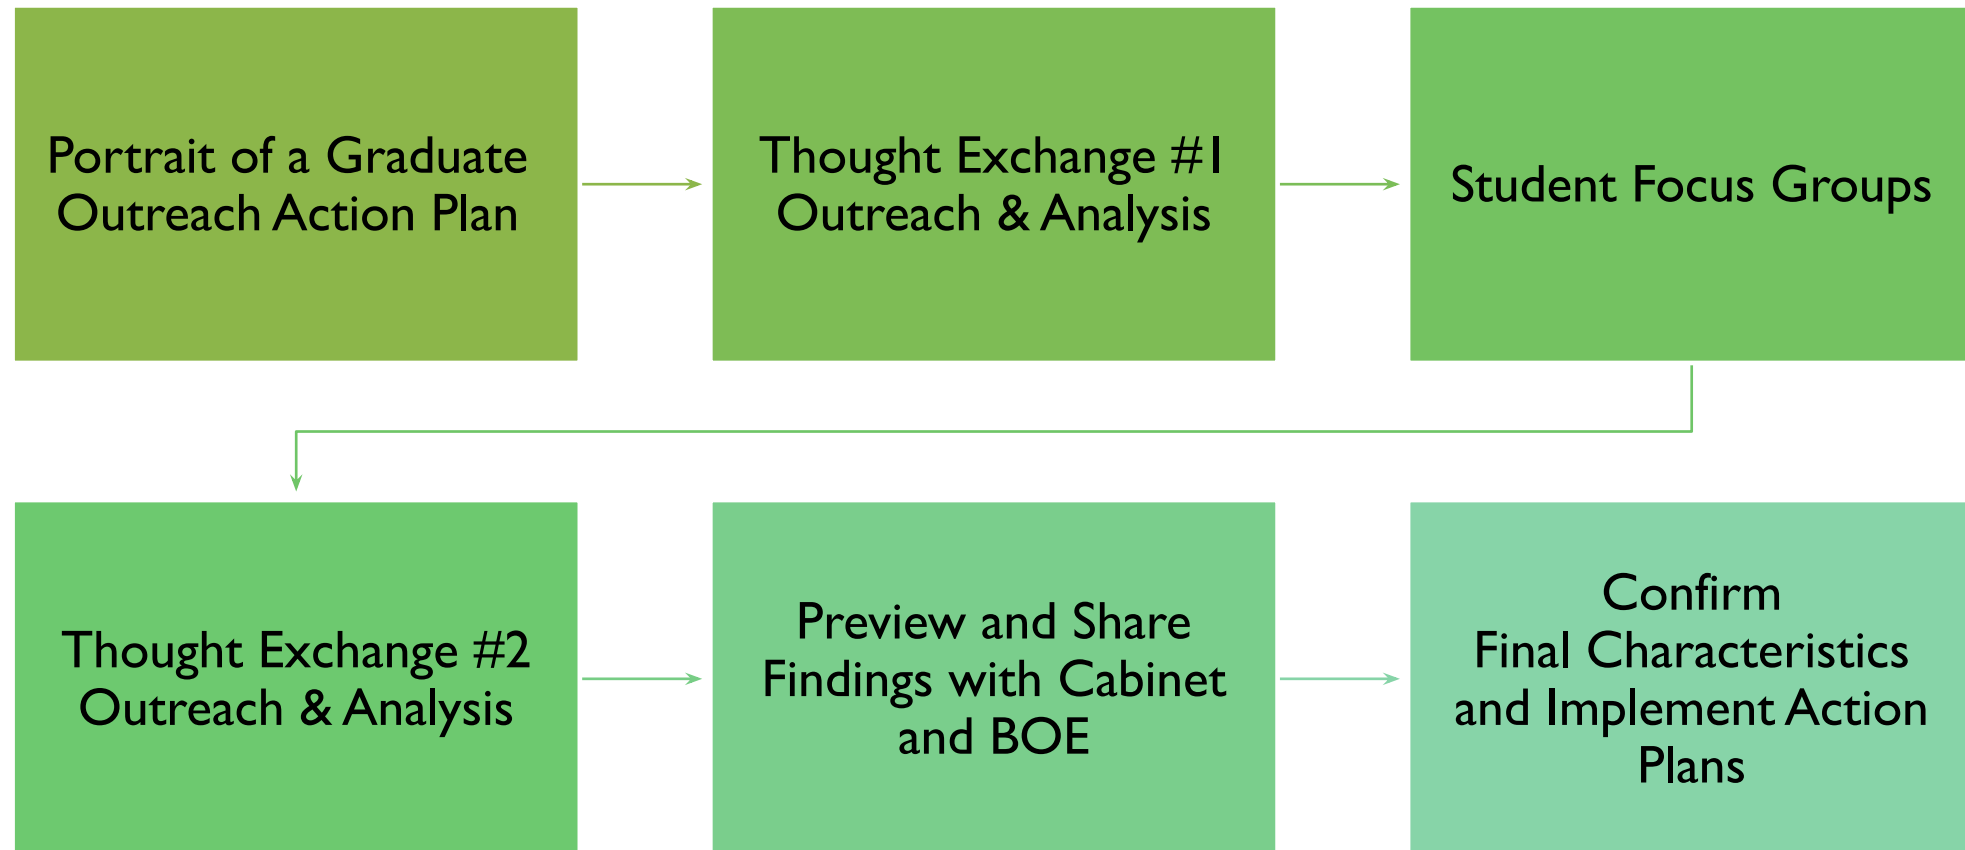 Portrait of a Graduate
Outreach Action Plan
Thought Exchange #1
Outreach & Analysis
Student Focus Groups
Thought Exchange #2
Outreach & Analysis
Preview and Share
Findings with Cabinet
and BOE
Confirm
Final Characteristics
and Implement Action
Plans